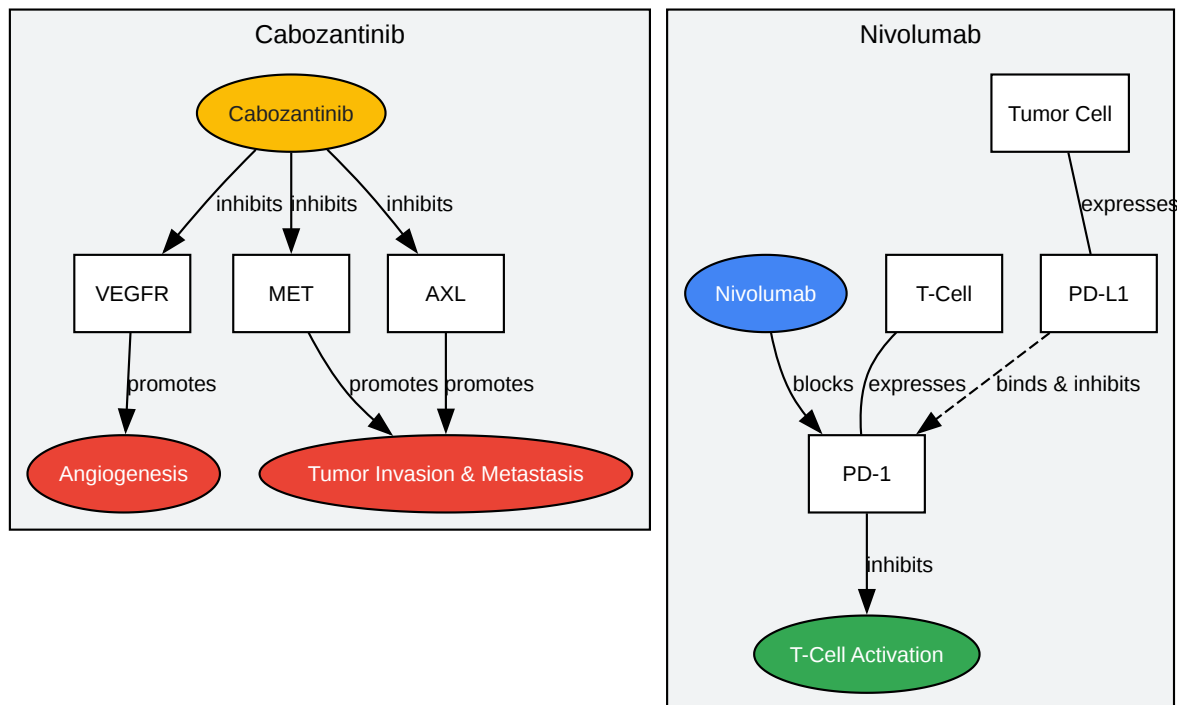 Cabozantinib
Cabozantinib
inhibits
inhibits
inhibits
VEGFR
MET
AXL
promotes
promotes
promotes
Angiogenesis
Tumor Invasion & Metastasis
Nivolumab
Tumor Cell
expresses
Nivolumab
T-Cell
PD-L1
blocks
expresses
binds & inhibits
PD-1
inhibits
T-Cell Activation